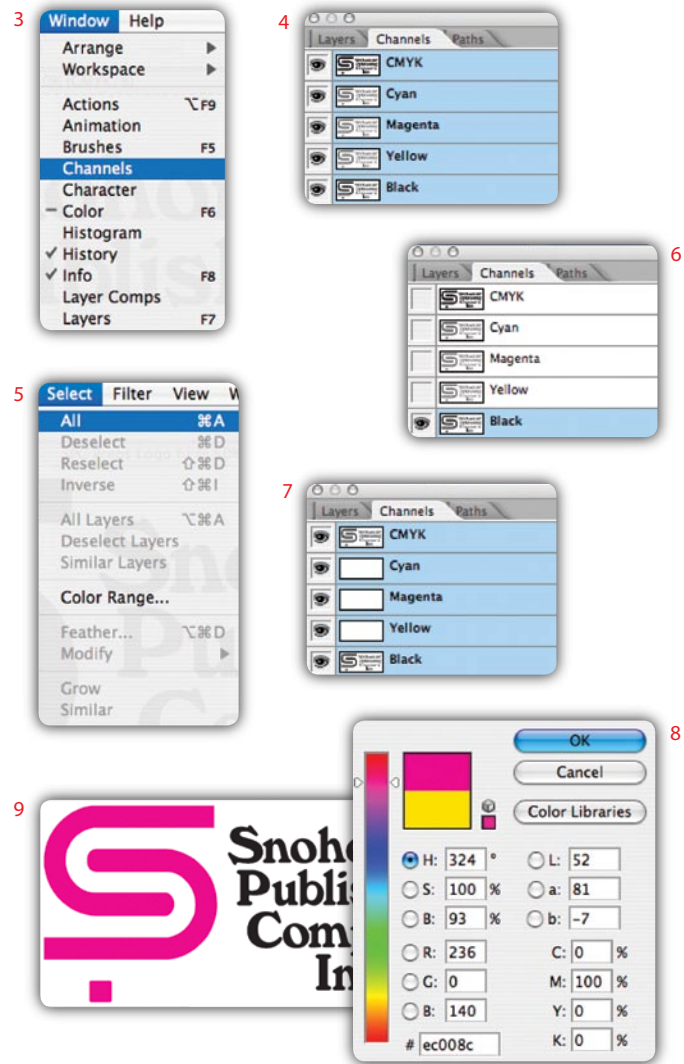 3
Window Help
Arrange
Workspace
Actions ⌥F9
Animation
Brushes F5
Channels
Character
– Color F6
Histogram
✓ History
✓ Info F8
Layer Comps
Layers F7
4
Layers Channels Paths
CMYK
Cyan
Magenta
Yellow
Black
6
Layers Channels Paths
CMYK
Cyan
Magenta
Yellow
Black
5
Select Filter View
All ⌘A
Deselect ⌘D
Reselect ⇧⌘D
Inverse ⇧⌘I
All Layers ⌥⌘A
Deselect Layers
Similar Layers
Color Range...
Feather... ⌥⌘D
Modify
Grow
Similar
7
Layers Channels Paths
CMYK
Cyan
Magenta
Yellow
Black
8
OK
Cancel
Color Libraries
H: 324 °
S: 100 %
B: 93 %
R: 236
G: 0
B: 140
# ec008c
L: 52
a: 81
b: -7
C: 0 %
M: 100 %
Y: 0 %
K: 0 %
9
Snoho
Publis
Com
In